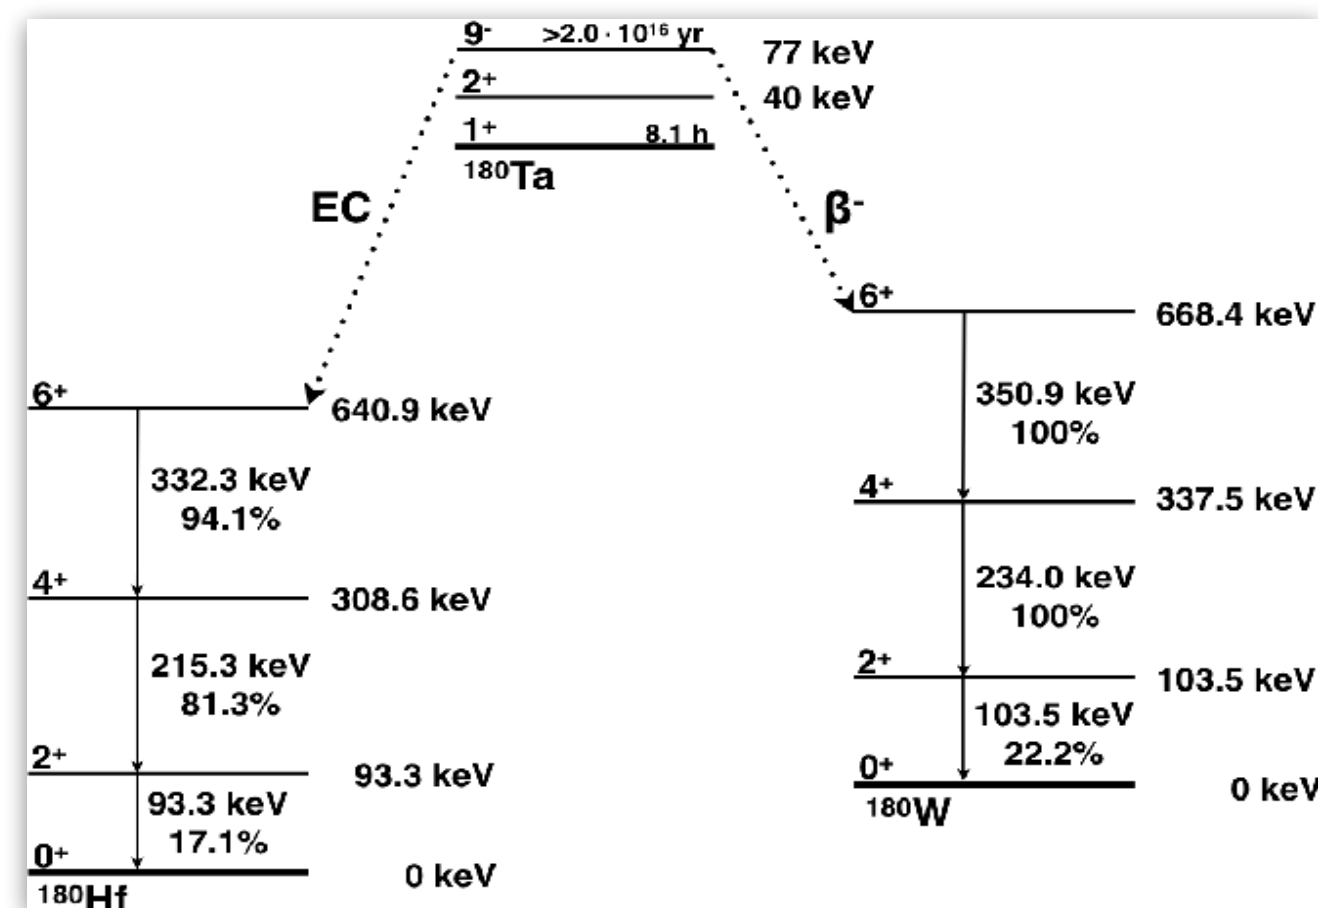 9⁻ >2.0 · 10¹⁶ yr 77 keV
2⁺ 40 keV
1⁺ 8.1 h
¹⁸⁰Ta
EC
β⁻
6⁺ 668.4 keV
350.9 keV
100%
6⁺ 640.9 keV
332.3 keV
94.1%
4⁺ 337.5 keV
234.0 keV
100%
4⁺ 308.6 keV
215.3 keV
81.3%
2⁺ 103.5 keV
103.5 keV
22.2%
2⁺ 93.3 keV
93.3 keV
17.1%
0⁺ 0 keV
¹⁸⁰W
0⁺ 0 keV
¹⁸⁰Hf